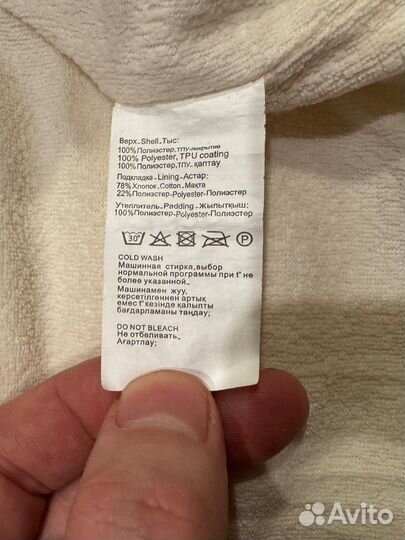 Верх-Shell-Тыс:
100%Полиэстер,ТПУ-покрытие
100% Polyester, TPU coating
100%Полиэстер,ТПУ қаптау
Подкладка-Lining-Астар:
78%Хлопок-Cotton-Мақта
22%Полиэстер-Polyester-Полиэстер
Утеплитель-Padding-Жылытқыш:
100%Полиэстер-Polyester-Полиэстер
30° P
COLD WASH
Машинная стирка,выбор
нормальной программы при t° не
более указанной;
Машинамен жуу,
керсетілгеннен артық
емес t° кезінде қалыпты
бағдарламаны таңдау;
DO NOT BLEACH
Не отбеливать.
Ағартпау;
Avito